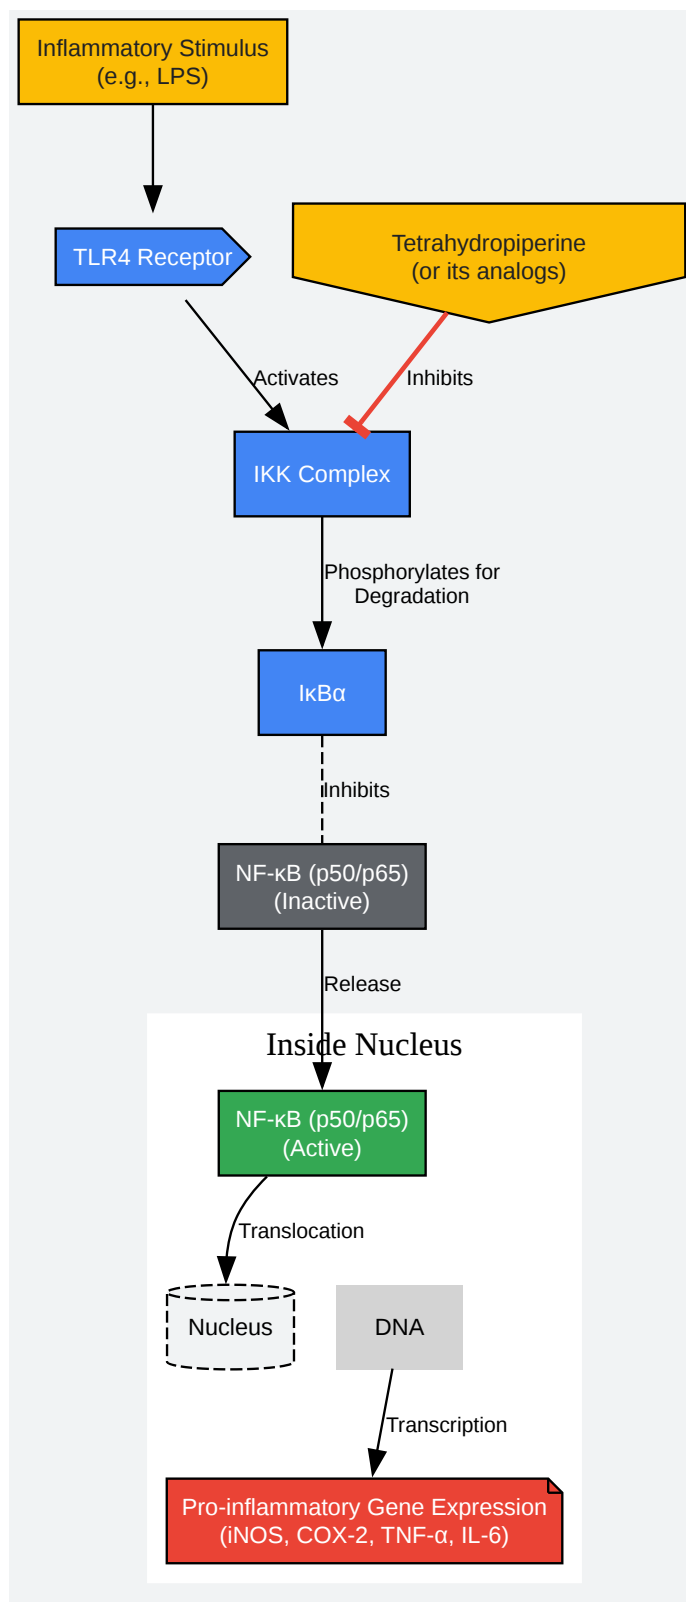 Inflammatory Stimulus
(e.g., LPS)
TLR4 Receptor
Tetrahydropiperine
(or its analogs)
Activates
Inhibits
IKK Complex
Phosphorylates for
Degradation
IκBα
Inhibits
NF-κB (p50/p65)
(Inactive)
Release
Inside Nucleus
NF-κB (p50/p65)
(Active)
Translocation
Nucleus
DNA
Transcription
Pro-inflammatory Gene Expression
(iNOS, COX-2, TNF-α, IL-6)